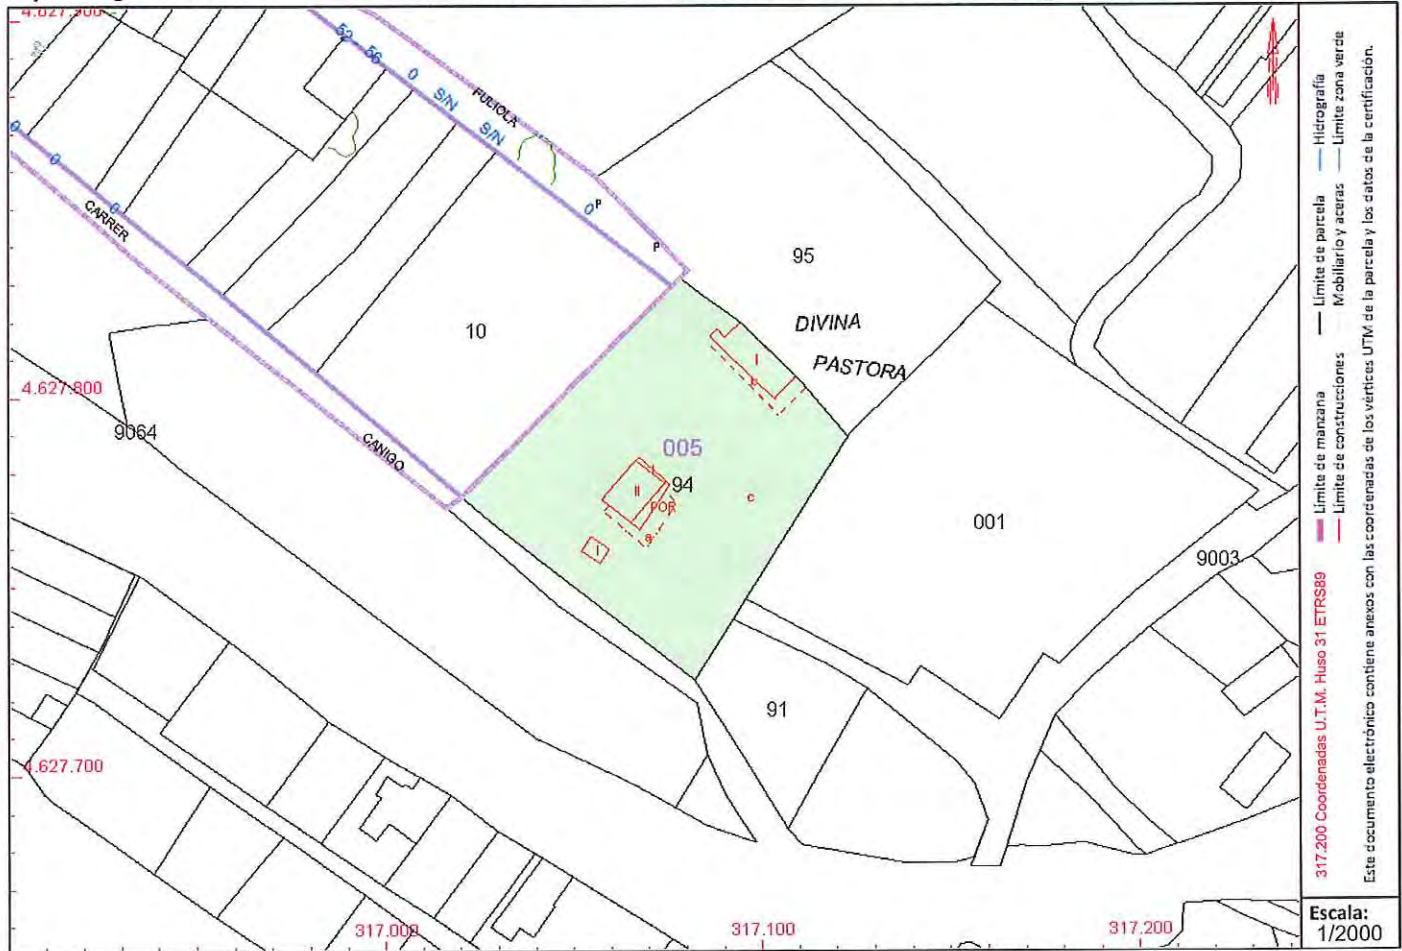 4.627.900
52
56
0
S/N
S/N
FULIOLA
0
0
0
CARRER
0
P
P
95
DIVINA
PASTORA
10
4.627.800
9064
CANIGO
I
005
94
II
POR
c
a
I
001
9003
91
4.627.700
317.000
317.100
317.200
317.200 Coordenadas U.T.M. Huso 31 ETRS89
Límite de manzana
Límite de parcela
Hidrografía
Límite de construcciones
Mobiliario y aceras
Límite zona verde
Este documento electrónico contiene anexos con las coordenadas de los vértices UTM de la parcela y los datos de la certificación.
Escala:
1/2000